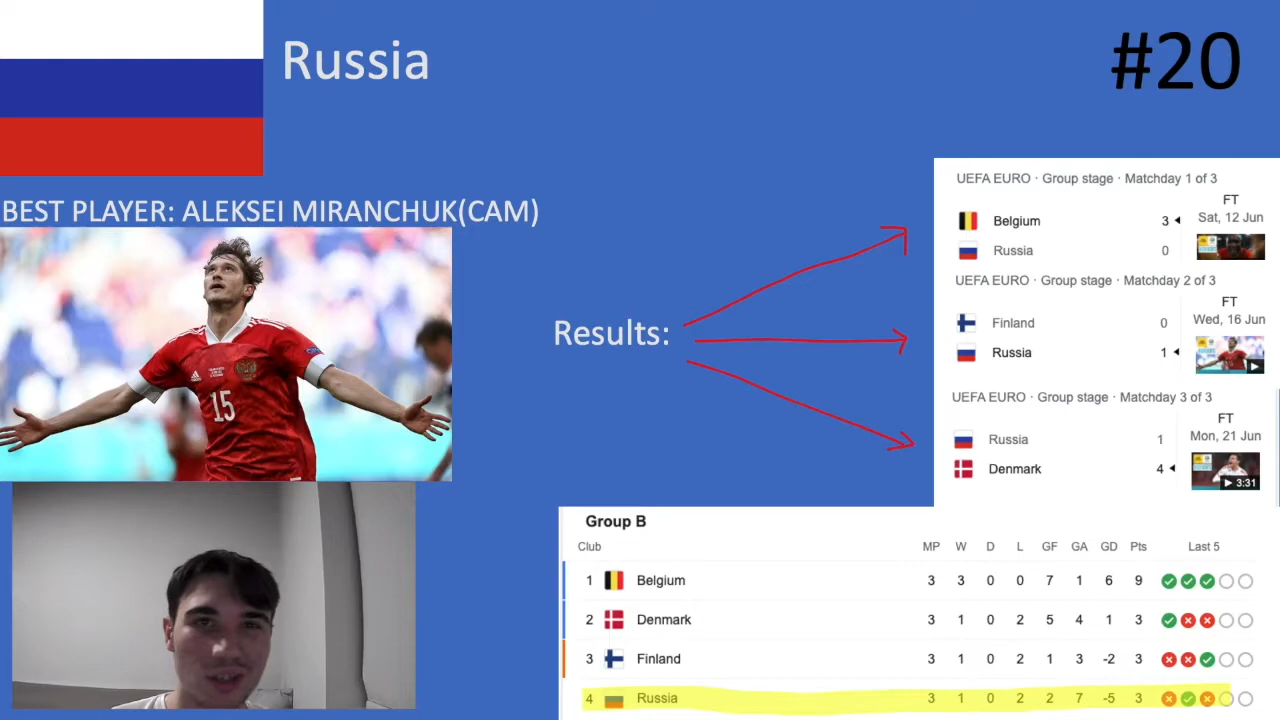 Russia
#20
BEST PLAYER: ALEKSEI MIRANCHUK(CAM)
15
Results:
UEFA EURO · Group stage · Matchday 1 of 3
FT
Belgium 3 Sat, 12 Jun
Russia 0
UEFA EURO · Group stage · Matchday 2 of 3
FT
Finland 0 Wed, 16 Jun
Russia 1
UEFA EURO · Group stage · Matchday 3 of 3
FT
Russia 1 Mon, 21 Jun
Denmark 4
3:31
Group B
Club MP W D L GF GA GD Pts Last 5
1 Belgium 3 3 0 0 7 1 6 9
2 Denmark 3 1 0 2 5 4 1 3
3 Finland 3 1 0 2 1 3 -2 3
4 Russia 3 1 0 2 2 7 -5 3